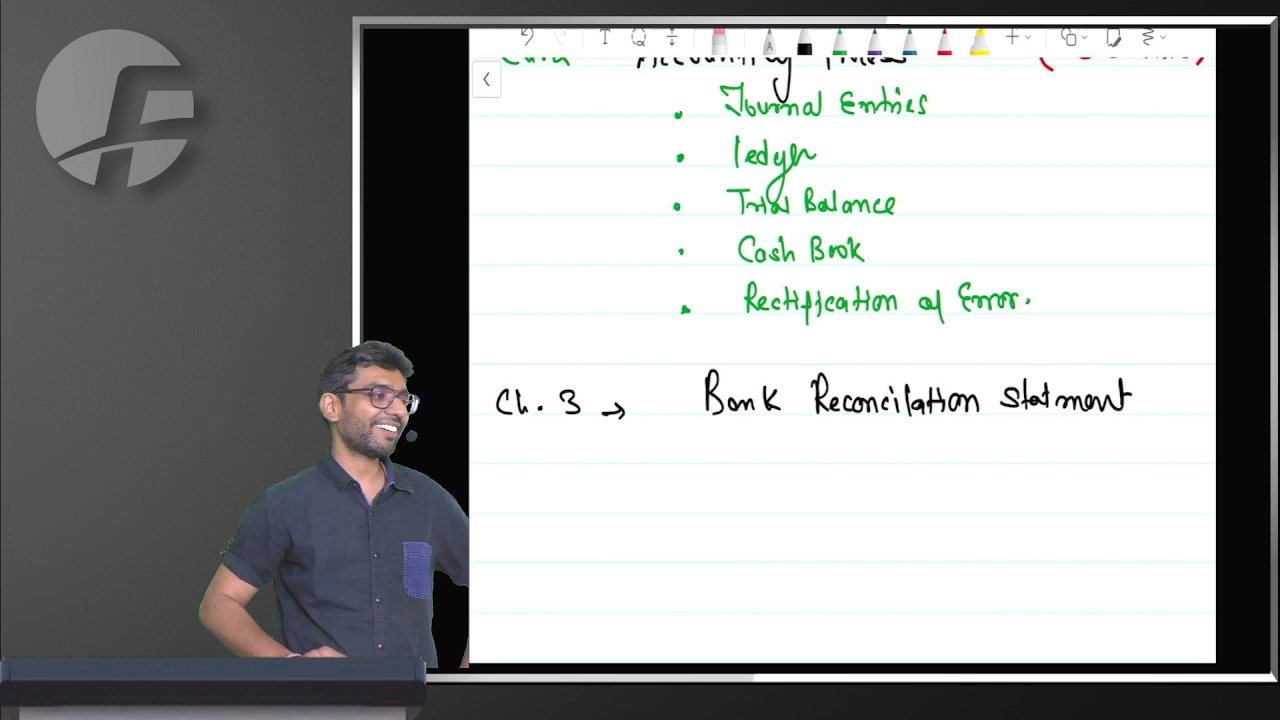 Journal Entries
ledger
Trial Balance
Cash Book
Rectification of Error.
Ch. 3 → Bank Reconcilation Statment